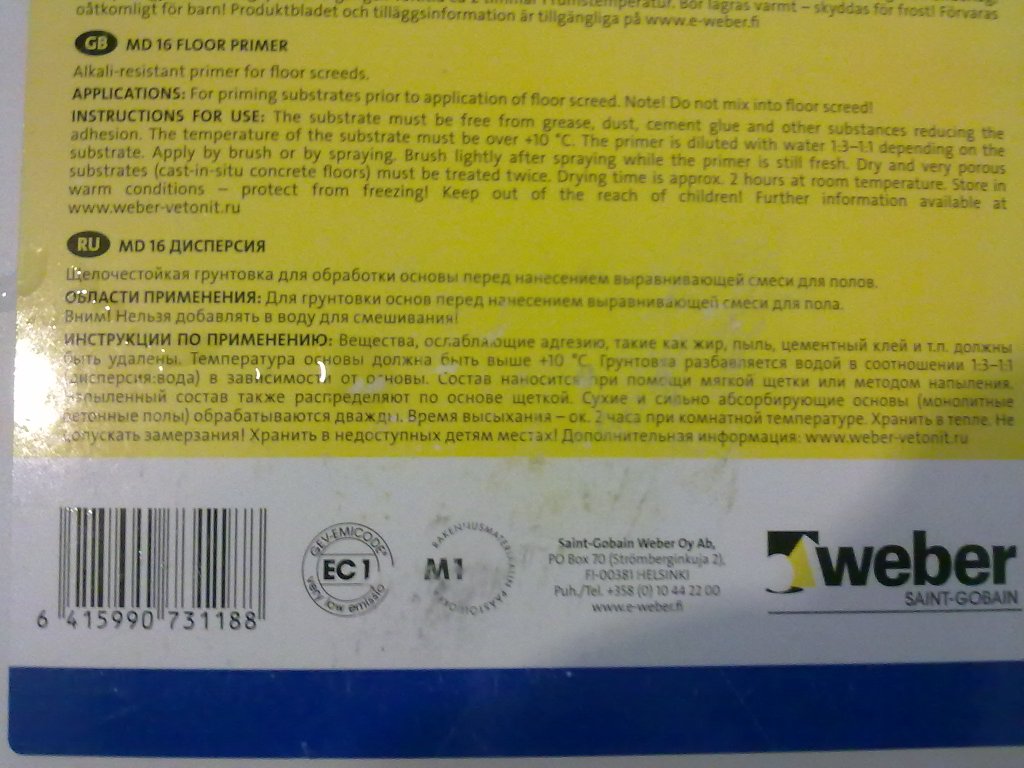 rumstemperatur. Bör lagras varmt – skyddas för frost! Förvaras
oåtkomligt för barn! Produktbladet och tilläggsinformation är tillgängliga på www.e-weber.fi
GB MD 16 FLOOR PRIMER
Alkali-resistant primer for floor screeds.
APPLICATIONS: For priming substrates prior to application of floor screed. Note! Do not mix into floor screed!
INSTRUCTIONS FOR USE: The substrate must be free from grease, dust, cement glue and other substances reducing the
adhesion. The temperature of the substrate must be over +10 °C. The primer is diluted with water 1:3–1:1 depending on the
substrate. Apply by brush or by spraying. Brush lightly after spraying while the primer is still fresh. Dry and very porous
substrates (cast-in-situ concrete floors) must be treated twice. Drying time is approx. 2 hours at room temperature. Store in
warm conditions – protect from freezing! Keep out of the reach of children! Further information available at
www.weber-vetonit.ru
RU MD 16 ДИСПЕРСИЯ
Щелочестойкая грунтовка для обработки основы перед нанесением выравнивающей смеси для полов.
ОБЛАСТИ ПРИМЕНЕНИЯ: Для грунтовки основ перед нанесением выравнивающей смеси для пола.
Вним! Нельзя добавлять в воду для смешивания!
ИНСТРУКЦИИ ПО ПРИМЕНЕНИЮ: Вещества, ослабляющие адгезию, такие как жир, пыль, цементный клей и т.п. должны
быть удалены. Температура основы должна быть выше +10 °C. Грунтовка разбавляется водой в соотношении 1:3–1:1
(дисперсия:вода) в зависимости от основы. Состав наносится при помощи мягкой щетки или методом напыления.
Напыленный состав также распределяют по основе щеткой. Сухие и сильно абсорбирующие основы (монолитные
бетонные полы) обрабатываются дважды. Время высыхания – ок. 2 часа при комнатной температуре. Хранить в тепле. Не
допускать замерзания! Хранить в недоступных детям местах! Дополнительная информация: www.weber-vetonit.ru
6 415990 731188
GEV-EMICODE
EC 1
very low emission
RAKENNUSMATERIAALIN PÄÄSTÖLUOKKA
M1
Saint-Gobain Weber Oy Ab,
PO Box 70 (Strömberginkuja 2),
FI-00381 HELSINKI
Puh./Tel. +358 (0) 10 44 22 00
www.e-weber.fi
weber
SAINT-GOBAIN